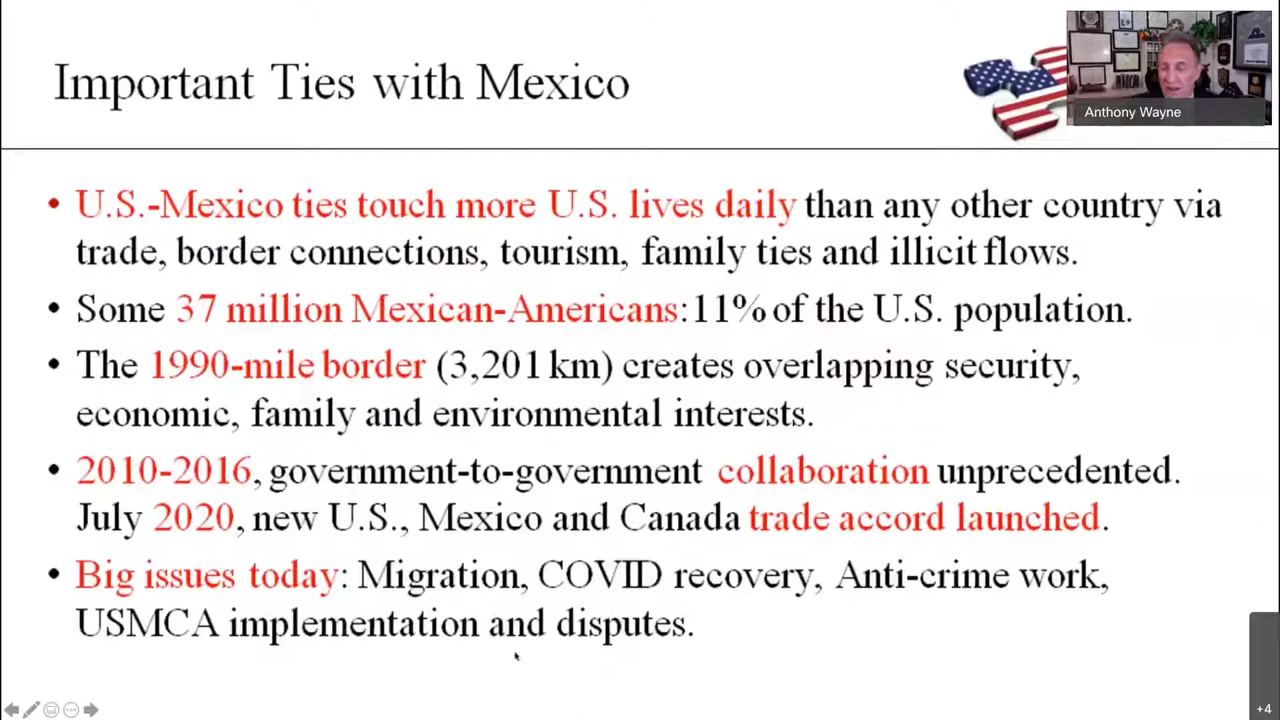 Important Ties with Mexico
Anthony Wayne
• U.S.-Mexico ties touch more U.S. lives daily than any other country via
trade, border connections, tourism, family ties and illicit flows.
• Some 37 million Mexican-Americans: 11% of the U.S. population.
• The 1990-mile border (3,201 km) creates overlapping security,
economic, family and environmental interests.
• 2010-2016, government-to-government collaboration unprecedented.
July 2020, new U.S., Mexico and Canada trade accord launched.
• Big issues today: Migration, COVID recovery, Anti-crime work,
USMCA implementation and disputes.
+4